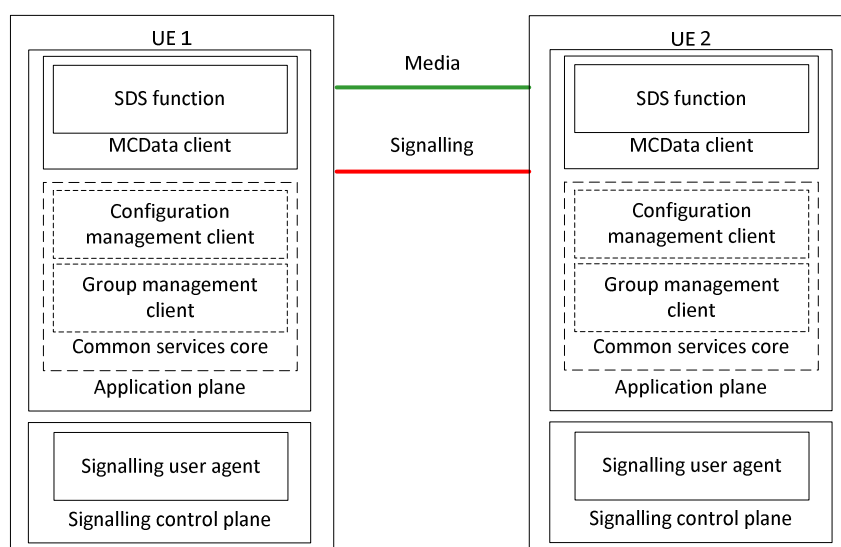 UE 1
SDS function
MCData client
Configuration
management client
Group management
client
Common services core
Application plane
Signalling user agent
Signalling control plane
Media
Signalling
UE 2
SDS function
MCData client
Configuration
management client
Group management
client
Common services core
Application plane
Signalling user agent
Signalling control plane